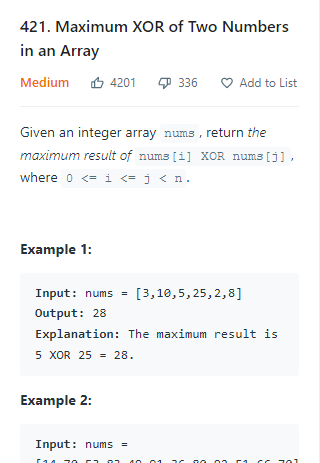 421. Maximum XOR of Two Numbers
in an Array
Medium 4201 336 Add to List
Given an integer array nums , return the
maximum result of nums[i] XOR nums[j] ,
where 0 <= i <= j < n .
Example 1:
Input: nums = [3,10,5,25,2,8]
Output: 28
Explanation: The maximum result is
5 XOR 25 = 28.
Example 2:
Input: nums =